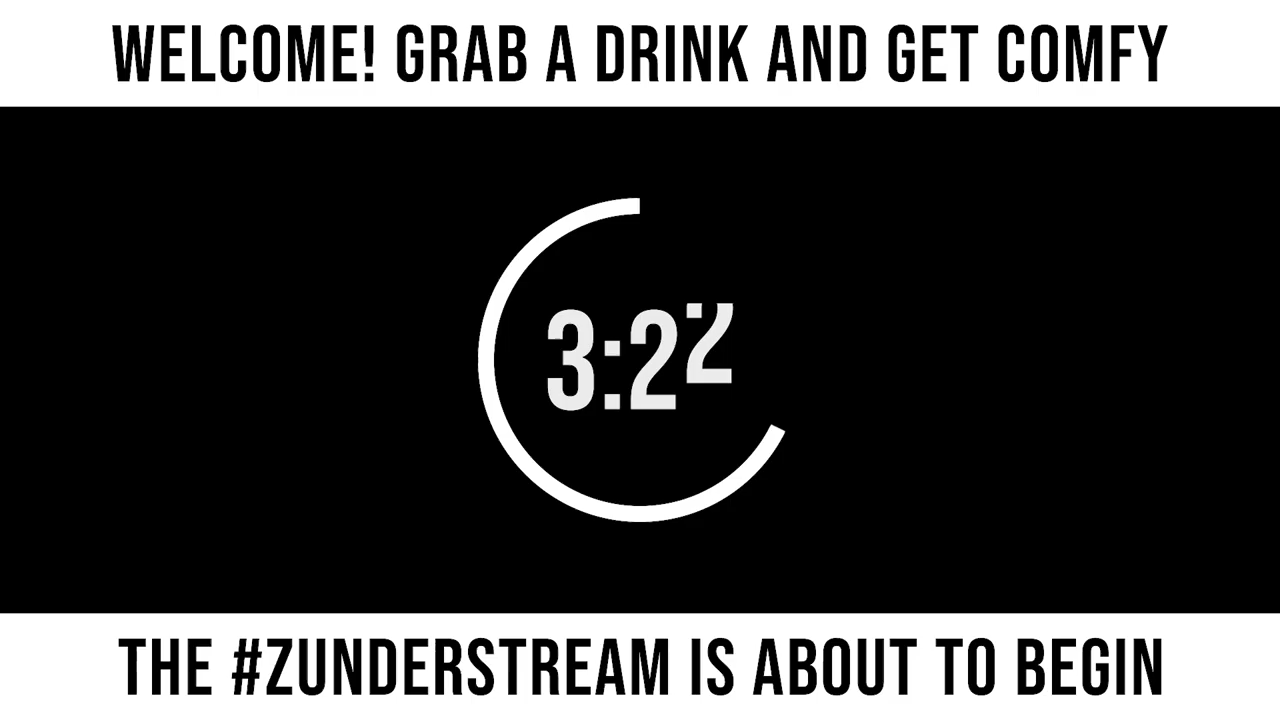 WELCOME! GRAB A DRINK AND GET COMFY
3:22
THE #ZUNDERSTREAM IS ABOUT TO BEGIN